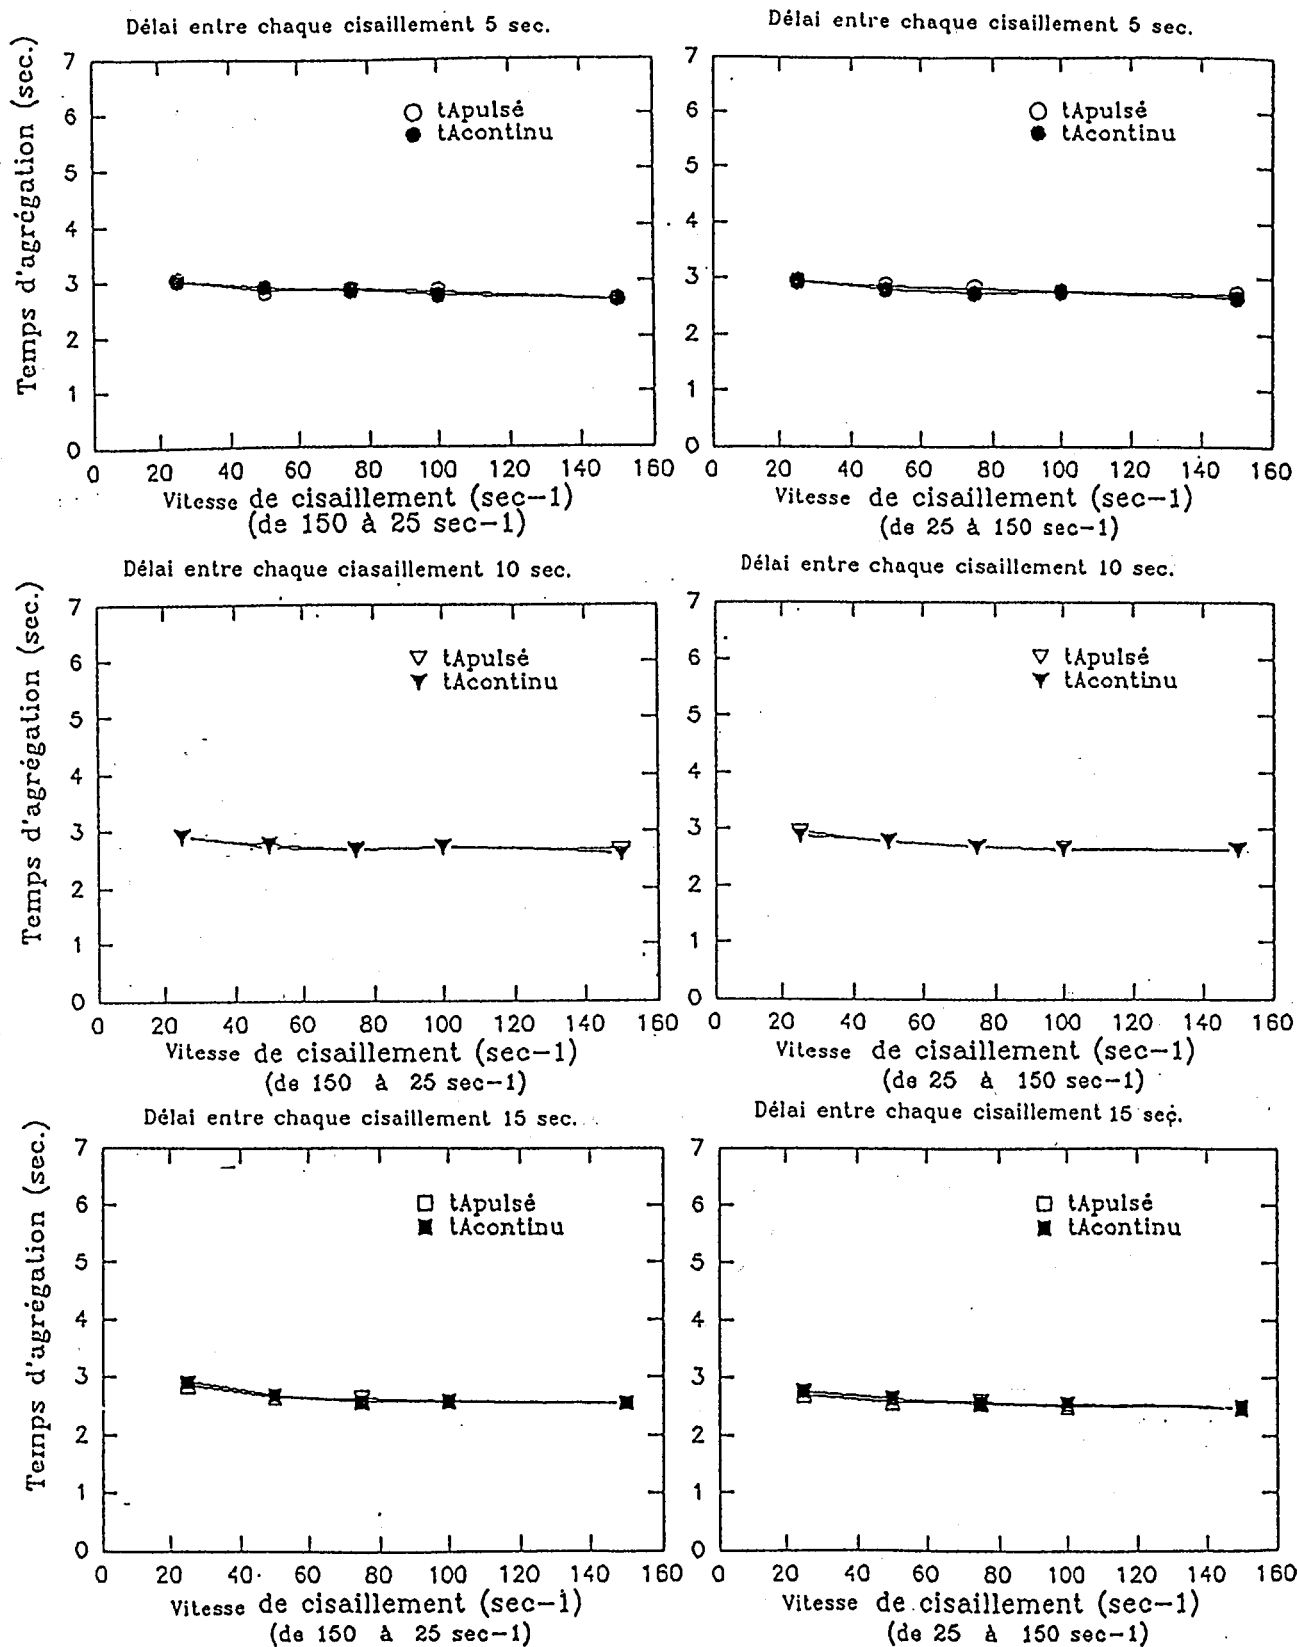 Délai entre chaque cisaillement 5 sec.
Temps d'agrégation (sec.)
7
6
5
4
3
2
1
0
tApulsé
tAcontinu
0 20 40 60 80 100 120 140 160
Vitesse de cisaillement (sec-1)
(de 150 à 25 sec-1)
Délai entre chaque cisaillement 5 sec.
7
6
5
4
3
2
1
0
tApulsé
tAcontinu
0 20 40 60 80 100 120 140 160
Vitesse de cisaillement (sec-1)
(de 25 à 150 sec-1)
Délai entre chaque ciasaillement 10 sec.
Temps d'agrégation (sec.)
7
6
5
4
3
2
1
0
tApulsé
tAcontinu
0 20 40 60 80 100 120 140 160
Vitesse de cisaillement (sec-1)
(de 150 à 25 sec-1)
Délai entre chaque cisaillement 10 sec.
7
6
5
4
3
2
1
0
tApulsé
tAcontinu
0 20 40 60 80 100 120 140 160
Vitesse de cisaillement (sec-1)
(de 25 à 150 sec-1)
Délai entre chaque cisaillement 15 sec.
Temps d'agrégation (sec.)
7
6
5
4
3
2
1
0
tApulsé
tAcontinu
0 20 40 60 80 100 120 140 160
Vitesse de cisaillement (sec-1)
(de 150 à 25 sec-1)
Délai entre chaque cisaillement 15 sec.
7
6
5
4
3
2
1
0
tApulsé
tAcontinu
0 20 40 60 80 100 120 140 160
Vitesse de cisaillement (sec-1)
(de 25 à 150 sec-1)